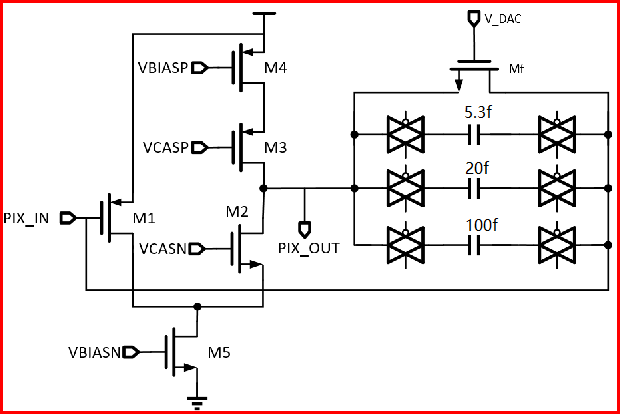 V_DAC
VBIASP
M4
Mf
5.3f
VCASP
M3
20f
PIX_IN
M1
M2
100f
VCASN
PIX_OUT
VBIASN
M5